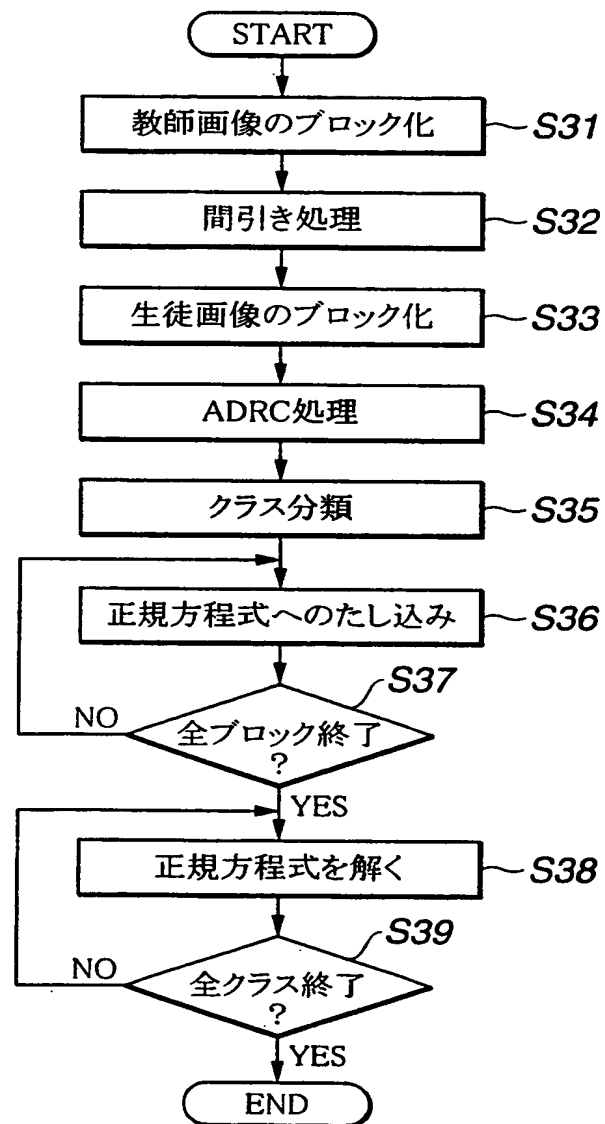 START
教師画像のブロック化
S31
間引き処理
S32
生徒画像のブロック化
S33
ADRC処理
S34
クラス分類
S35
正規方程式へのたし込み
S36
S37
全ブロック終了
?
NO
YES
正規方程式を解く
S38
S39
全クラス終了
?
NO
YES
END